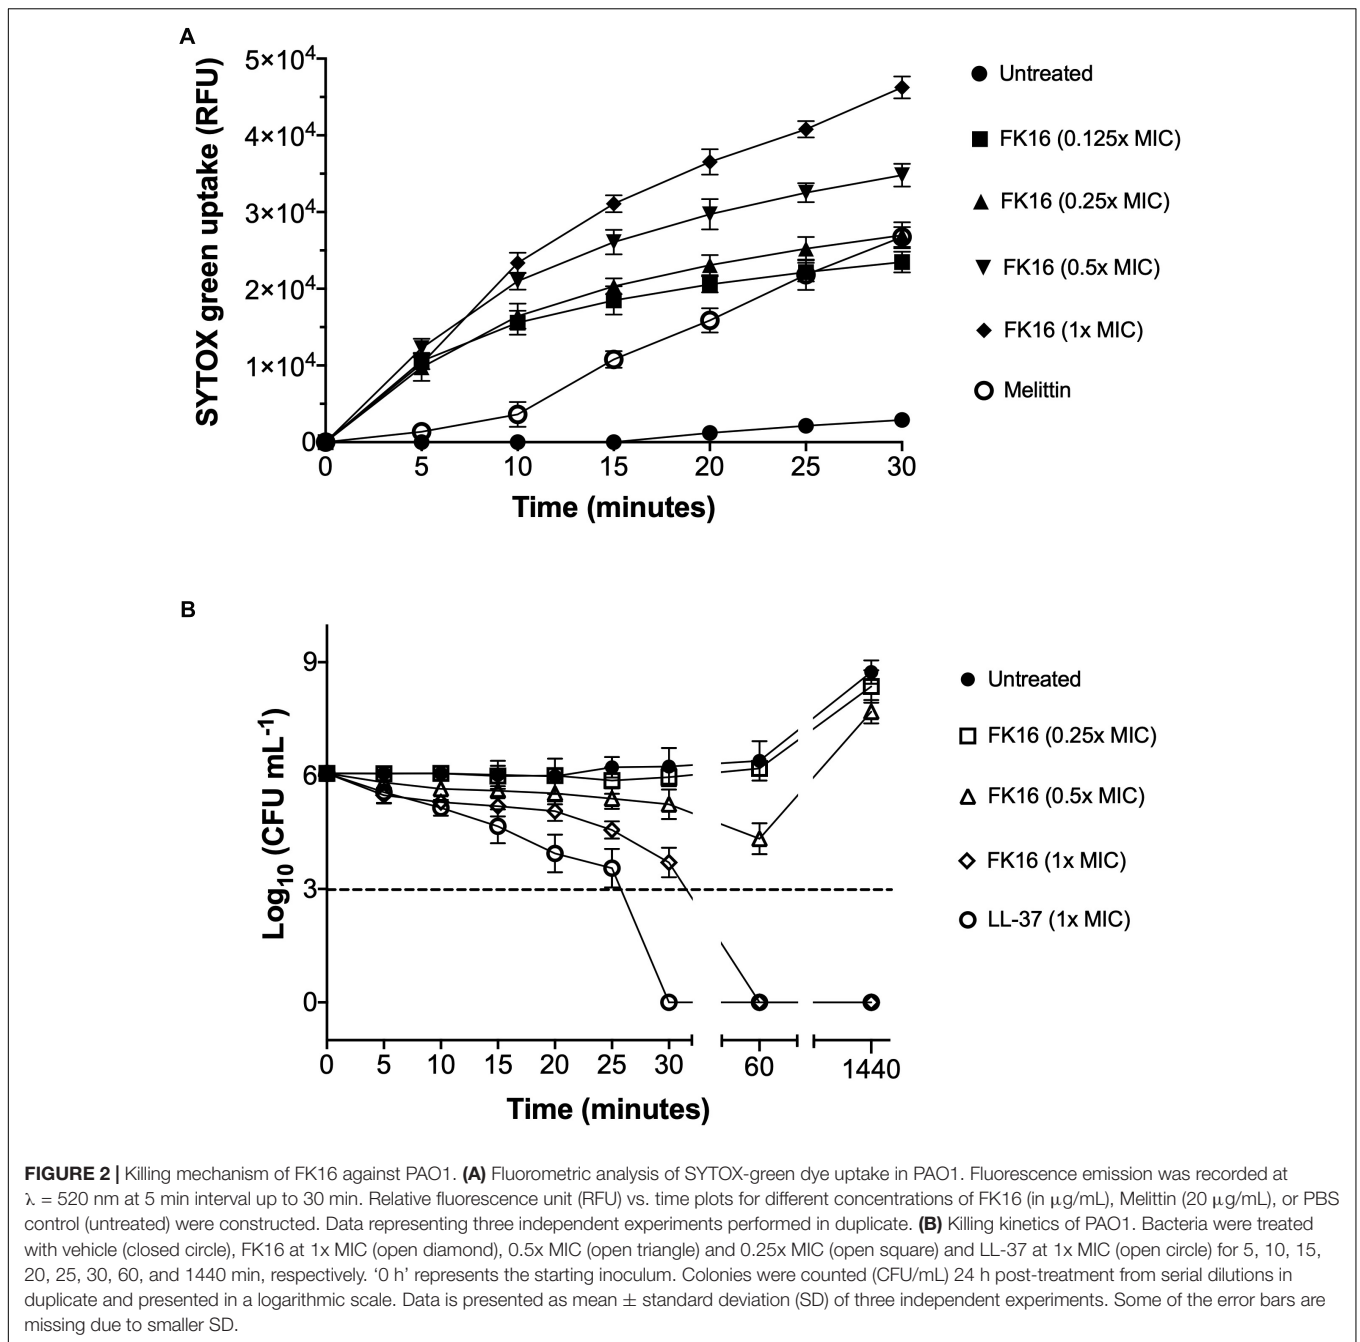 A
SYTOX green uptake (RFU)
5×10⁴
4×10⁴
3×10⁴
2×10⁴
1×10⁴
0
0 5 10 15 20 25 30
Time (minutes)
Untreated
FK16 (0.125x MIC)
FK16 (0.25x MIC)
FK16 (0.5x MIC)
FK16 (1x MIC)
Melittin
B
Log₁₀ (CFU mL⁻¹)
9
6
3
0
0 5 10 15 20 25 30 60 1440
Time (minutes)
Untreated
FK16 (0.25x MIC)
FK16 (0.5x MIC)
FK16 (1x MIC)
LL-37 (1x MIC)
FIGURE 2 | Killing mechanism of FK16 against PAO1. (A) Fluorometric analysis of SYTOX-green dye uptake in PAO1. Fluorescence emission was recorded at
λ = 520 nm at 5 min interval up to 30 min. Relative fluorescence unit (RFU) vs. time plots for different concentrations of FK16 (in μg/mL), Melittin (20 μg/mL), or PBS
control (untreated) were constructed. Data representing three independent experiments performed in duplicate. (B) Killing kinetics of PAO1. Bacteria were treated
with vehicle (closed circle), FK16 at 1x MIC (open diamond), 0.5x MIC (open triangle) and 0.25x MIC (open square) and LL-37 at 1x MIC (open circle) for 5, 10, 15,
20, 25, 30, 60, and 1440 min, respectively. ‘0 h’ represents the starting inoculum. Colonies were counted (CFU/mL) 24 h post-treatment from serial dilutions in
duplicate and presented in a logarithmic scale. Data is presented as mean ± standard deviation (SD) of three independent experiments. Some of the error bars are
missing due to smaller SD.